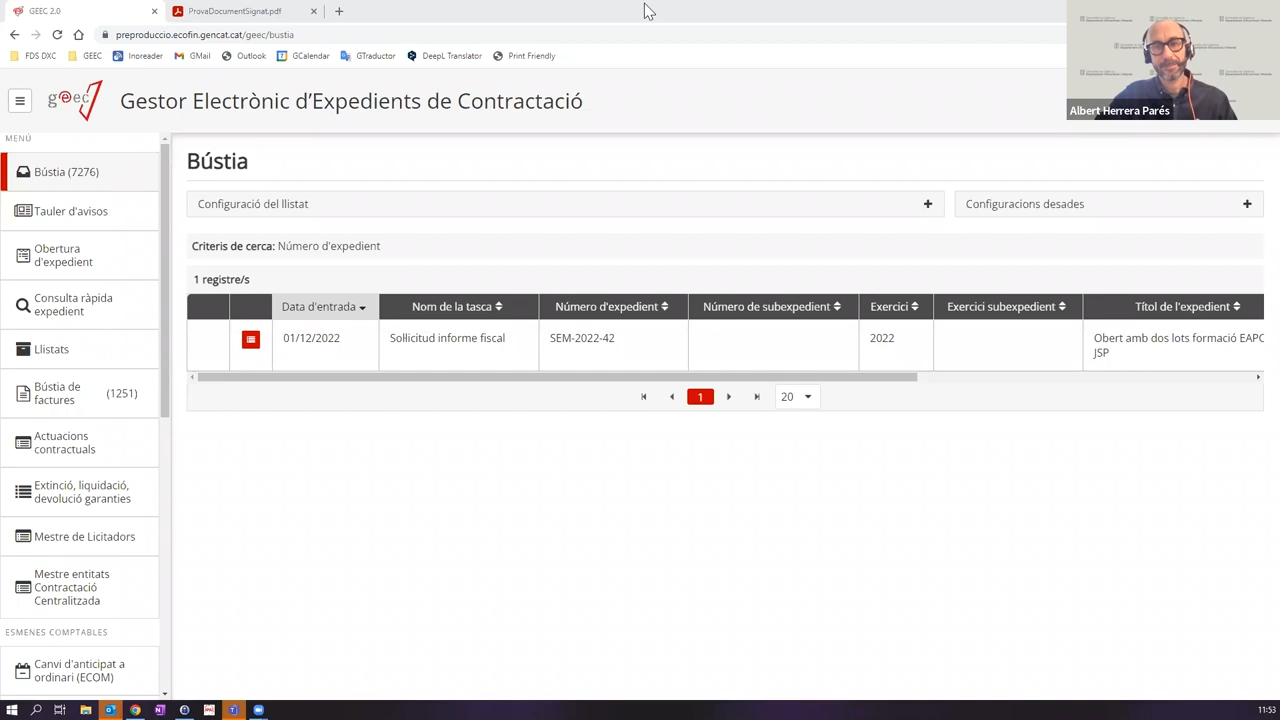 GEEC 2.0
ProvaDocumentSignat.pdf
preproduccio.ecofin.gencat.cat/geec/bustia
FDS DXC
GEEC
Inoreader
GMail
Outlook
GCalendar
GTraductor
DeepL Translate
Print Friendly
Albert Herrera Parés
geec
Gestor Electrònic d'Expedients de Contractació
MENÚ
Bústia (7276)
Tauler d'avisos
Obertura
d'expedient
Consulta ràpida
expedient
Llistats
Bústia de
factures
(1251)
Actuacions
contractuals
Extinció, liquidació,
devolució garanties
Mestre de Licitadors
Mestre entitats
Contractació
Centralitzada
ESMENES COMPTABLES
Canvi d'anticipat a
ordinari (ECOM)
Bústia
Configuració del llistat
Configuracions desades
Criteris de cerca: Número d'expedient
1 registre/s
Data d'entrada
Nom de la tasca
Número d'expedient
Número de subexpedient
Exercici
Exercici subexpedient
Títol de l'expedient
01/12/2022
Sol·licitud informe fiscal
SEM-2022-42
2022
Obert amb dos lots formació EAPC
JSP
1
20
11:53